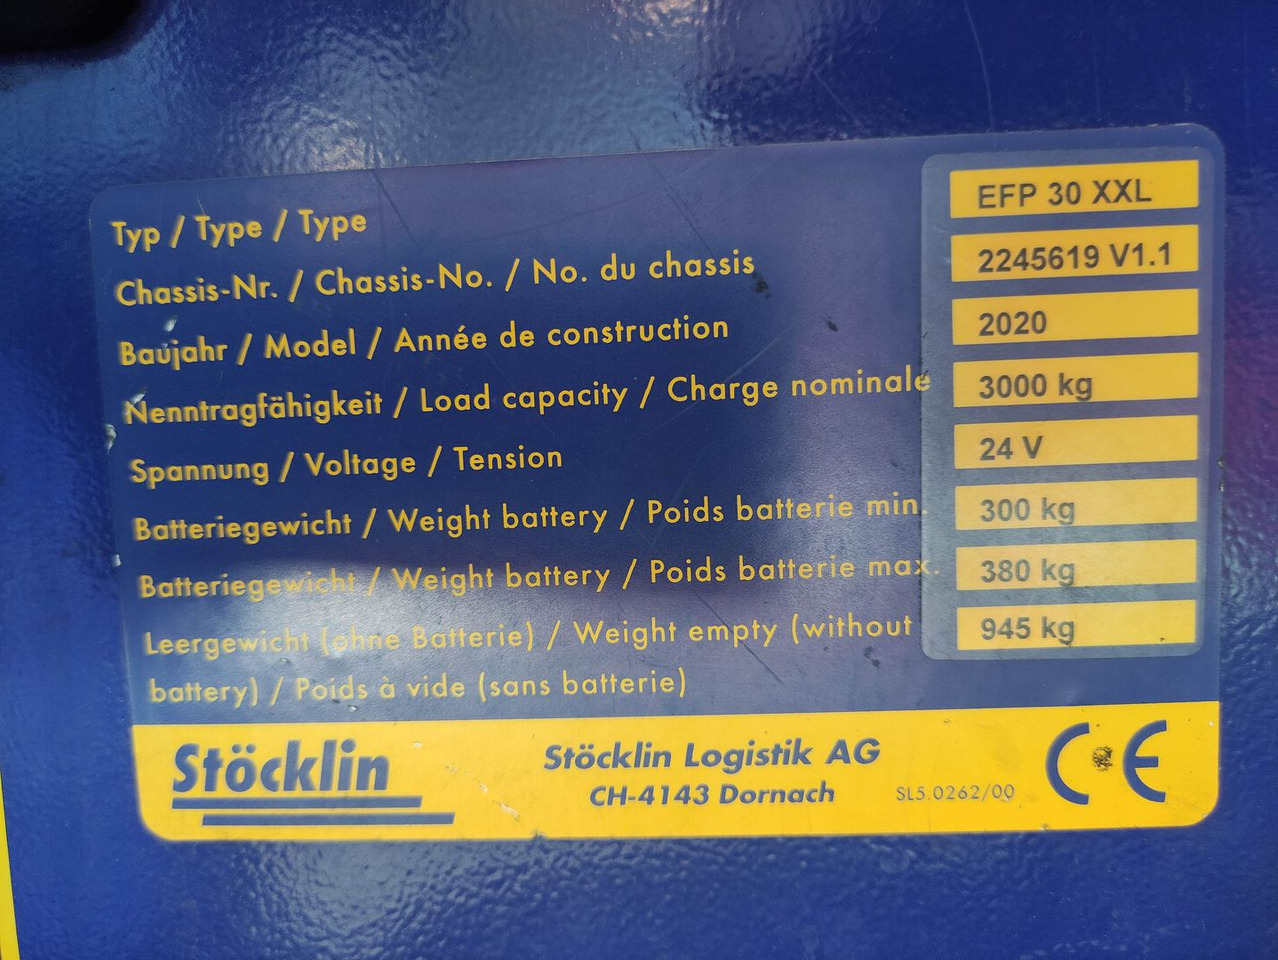 Typ / Type / Type EFP 30 XXL
Chassis-Nr. / Chassis-No. / No. du chassis 2245619 V1.1
Baujahr / Model / Année de construction 2020
Nenntragfähigkeit / Load capacity / Charge nominale 3000 kg
Spannung / Voltage / Tension 24 V
Batteriegewicht / Weight battery / Poids batterie min. 300 kg
Batteriegewicht / Weight battery / Poids batterie max. 380 kg
Leergewicht (ohne Batterie) / Weight empty (without 945 kg
battery) / Poids à vide (sans batterie)
Stöcklin
Stöcklin Logistik AG
CH-4143 Dornach SL5.0262/00
CE